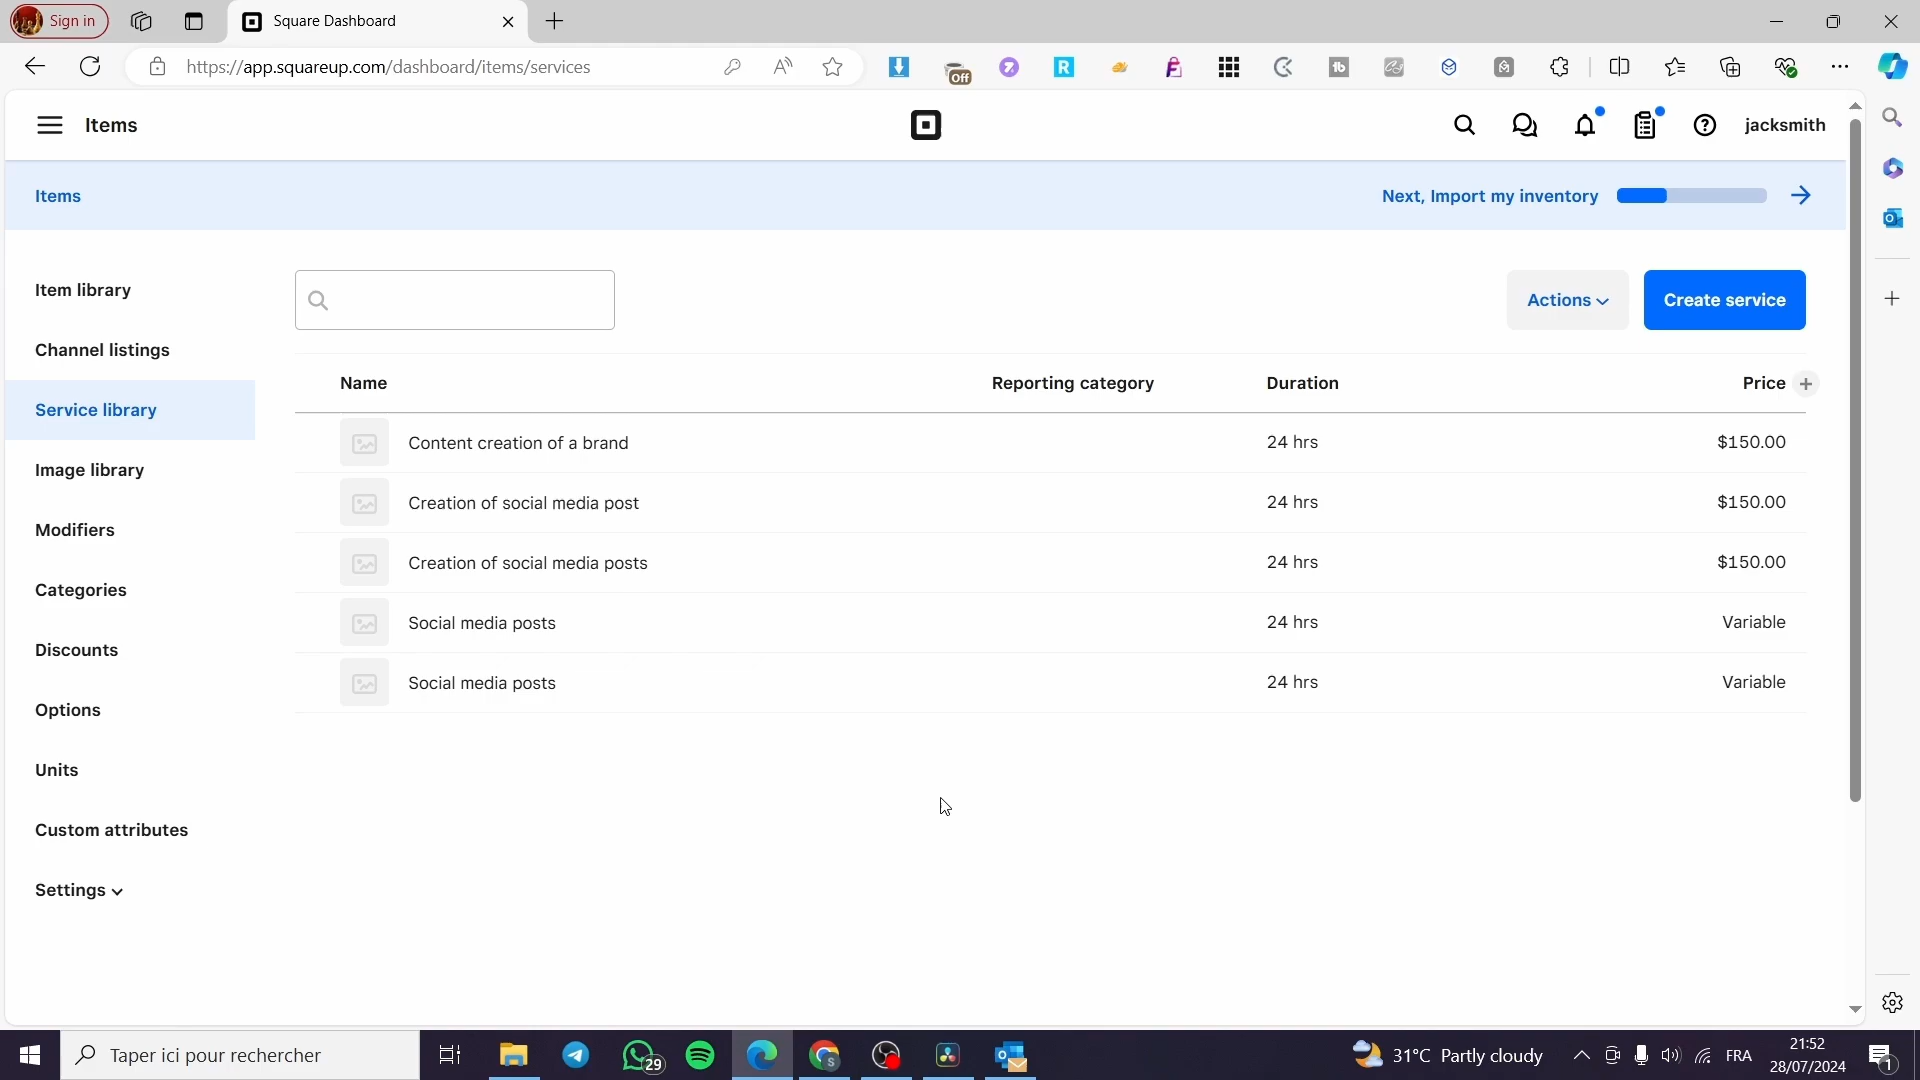 Sign in
Square Dashboard
https://app.squareup.com/dashboard/items/services
Off
Items
jacksmith
Items
Next, Import my inventory
Item library
Channel listings
Service library
Image library
Modifiers
Categories
Discounts
Options
Units
Custom attributes
Settings
Actions
Create service
Name Reporting category Duration Price
Content creation of a brand 24 hrs $150.00
Creation of social media post 24 hrs $150.00
Creation of social media posts 24 hrs $150.00
Social media posts 24 hrs Variable
Social media posts 24 hrs Variable
Taper ici pour rechercher
29
31°C Partly cloudy
FRA
21:52
28/07/2024
1